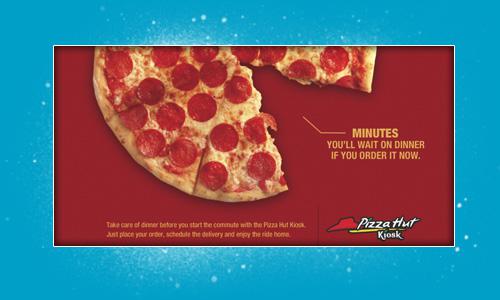 MINUTES
YOU'LL WAIT ON DINNER
IF YOU ORDER IT NOW.
Take care of dinner before you start the commute with the Pizza Hut Kiosk.
Just place your order, schedule the delivery and enjoy the ride home.
Pizza Hut
Kiosk